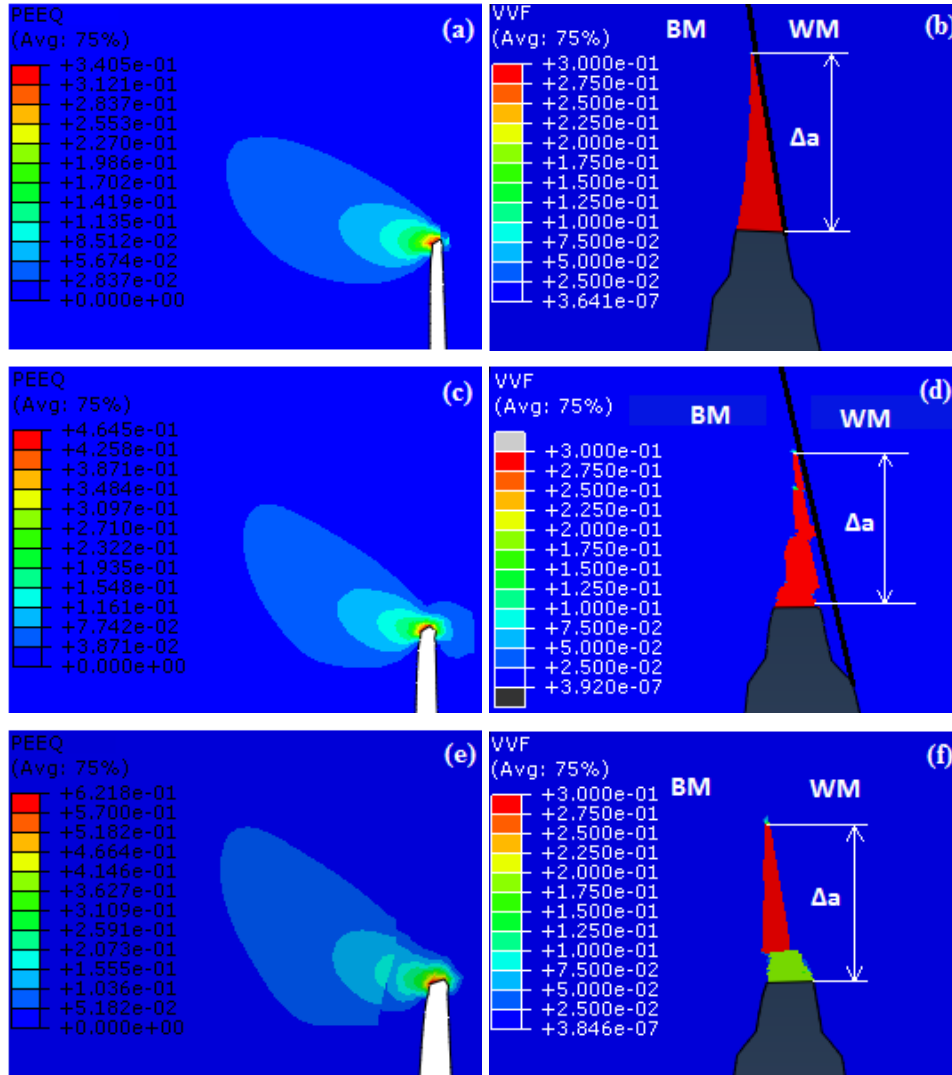 PEEQ
(Avg: 75%)
(a)
+3.405e-01
+3.121e-01
+2.837e-01
+2.553e-01
+2.270e-01
+1.986e-01
+1.702e-01
+1.419e-01
+1.135e-01
+8.512e-02
+5.674e-02
+2.837e-02
+0.000e+00
VVF
(Avg: 75%)
BM
WM
(b)
+3.000e-01
+2.750e-01
+2.500e-01
+2.250e-01
+2.000e-01
+1.750e-01
+1.500e-01
+1.250e-01
+1.000e-01
+7.500e-02
+5.000e-02
+2.500e-02
+3.641e-07
Δa
PEEQ
(Avg: 75%)
(c)
+4.645e-01
+4.258e-01
+3.871e-01
+3.484e-01
+3.097e-01
+2.710e-01
+2.322e-01
+1.935e-01
+1.548e-01
+1.161e-01
+7.742e-02
+3.871e-02
+0.000e+00
VVF
(Avg: 75%)
BM
WM
(d)
+3.000e-01
+2.750e-01
+2.500e-01
+2.250e-01
+2.000e-01
+1.750e-01
+1.500e-01
+1.250e-01
+1.000e-01
+7.500e-02
+5.000e-02
+2.500e-02
+3.920e-07
Δa
PEEQ
(Avg: 75%)
(e)
+6.218e-01
+5.700e-01
+5.182e-01
+4.664e-01
+4.146e-01
+3.627e-01
+3.109e-01
+2.591e-01
+2.073e-01
+1.555e-01
+1.036e-01
+5.182e-02
+0.000e+00
VVF
(Avg: 75%)
BM
WM
(f)
+3.000e-01
+2.750e-01
+2.500e-01
+2.250e-01
+2.000e-01
+1.750e-01
+1.500e-01
+1.250e-01
+1.000e-01
+7.500e-02
+5.000e-02
+2.500e-02
+3.846e-07
Δa